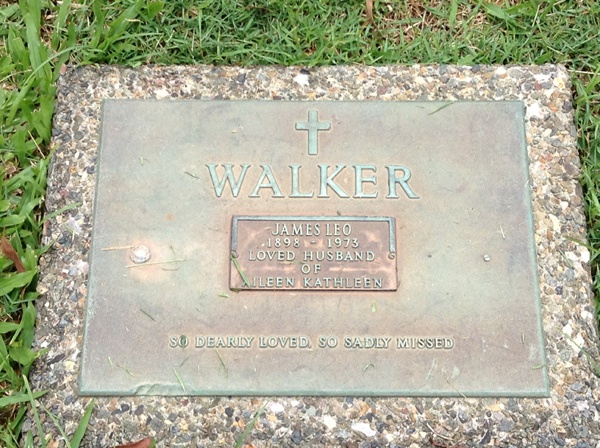 WALKER
JAMES LEO
1898 - 1973
LOVED HUSBAND
OF
AILEEN KATHLEEN
SO DEARLY LOVED, SO SADLY MISSED